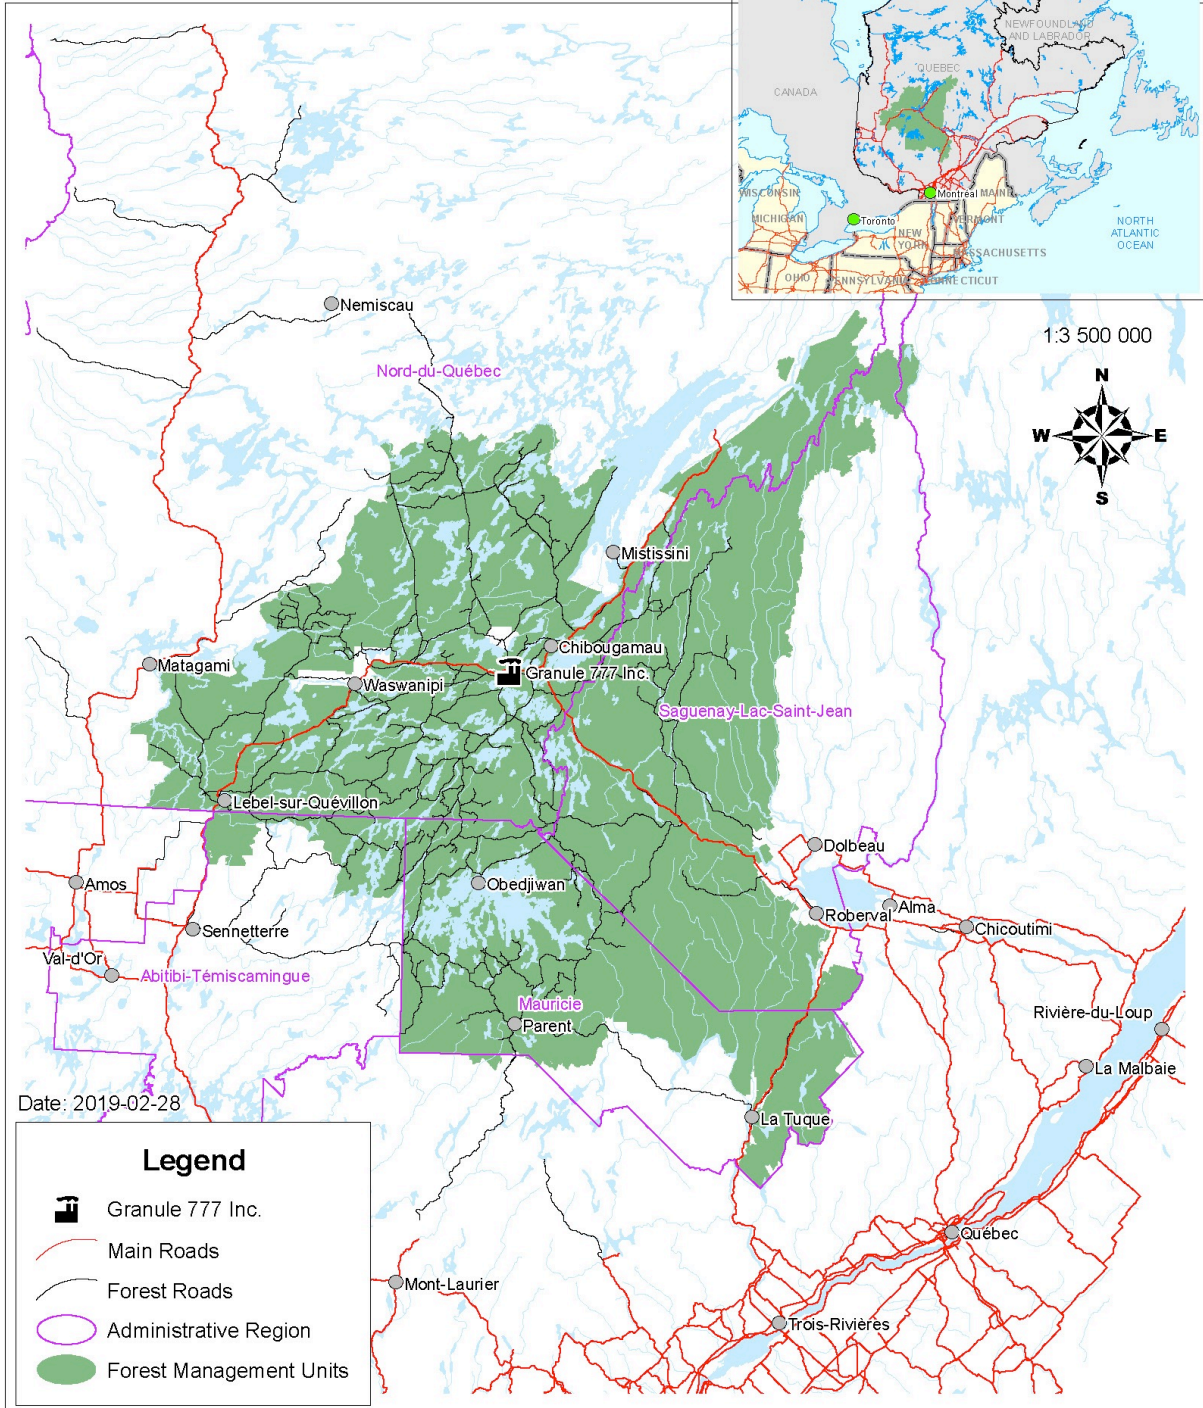 NEWFOUNDLAND
AND LABRADOR
QUEBEC
CANADA
WISCONSIN
Montréal
MAINE
MICHIGAN
Toronto
VERMONT
NEW
YORK
NORTH
ATLANTIC
OCEAN
MASSACHUSETTS
OHIO
PENNSYLVANIA
CONNECTICUT
1:3 500 000
N
W
E
S
Nemiscau
Nord-du-Québec
Mistissini
Chibougamau
Matagami
Granule 777 Inc.
Waswanipi
Saguenay-Lac-Saint-Jean
Lebel-sur-Quévillon
Dolbeau
Amos
Obedjiwan
Alma
Roberval
Sennetterre
Chicoutimi
Val-d'Or
Abitibi-Témiscamingue
Mauricie
Parent
Rivière-du-Loup
La Malbaie
Date: 2019-02-28
La Tuque
Legend
Granule 777 Inc.
Main Roads
Forest Roads
Administrative Region
Forest Management Units
Québec
Mont-Laurier
Trois-Rivières